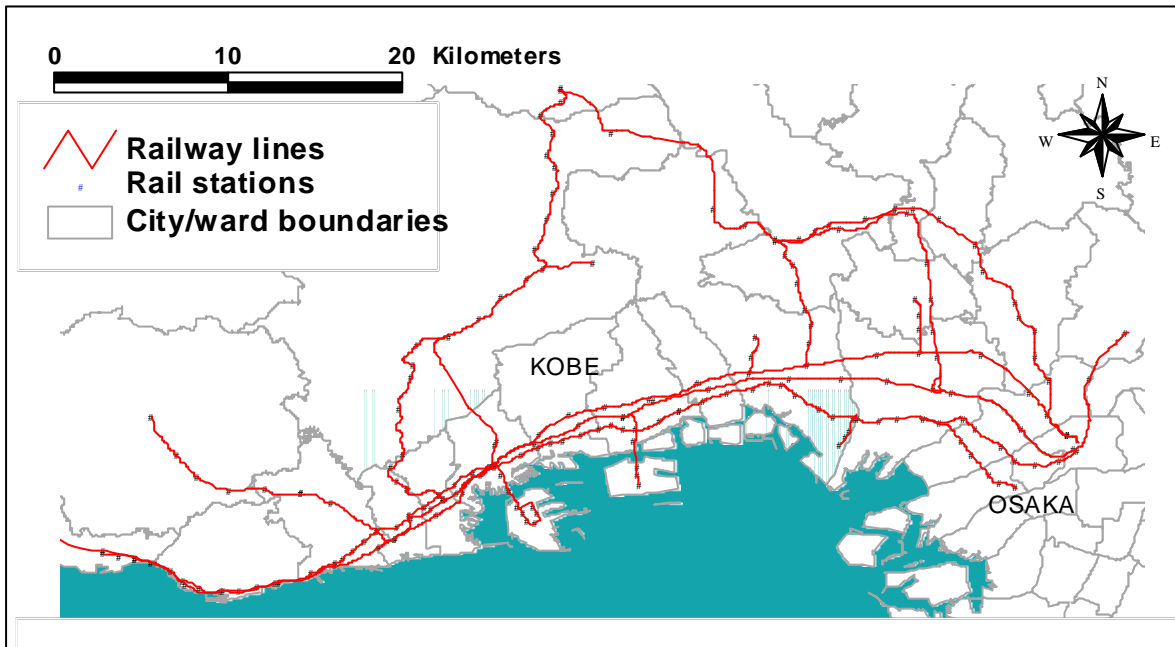 0 10 20 Kilometers
N
W E
S
Railway lines
# Rail stations
City/ward boundaries
KOBE
OSAKA